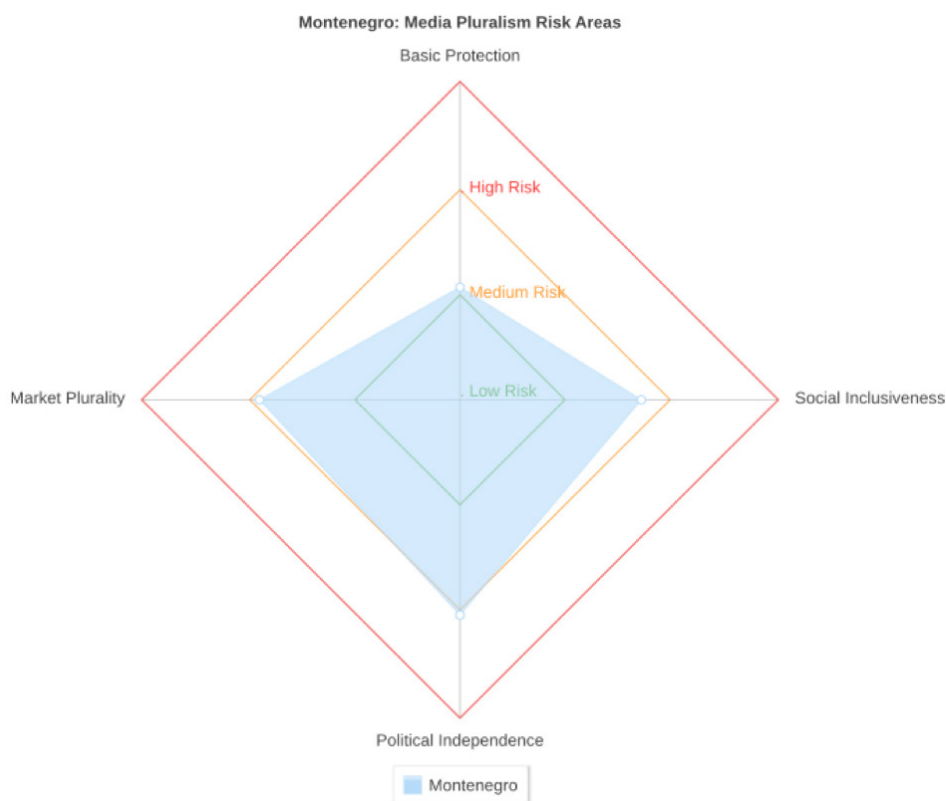 Montenegro: Media Pluralism Risk Areas
Basic Protection
High Risk
Medium Risk
Low Risk
Market Plurality
Social Inclusiveness
Political Independence
Montenegro